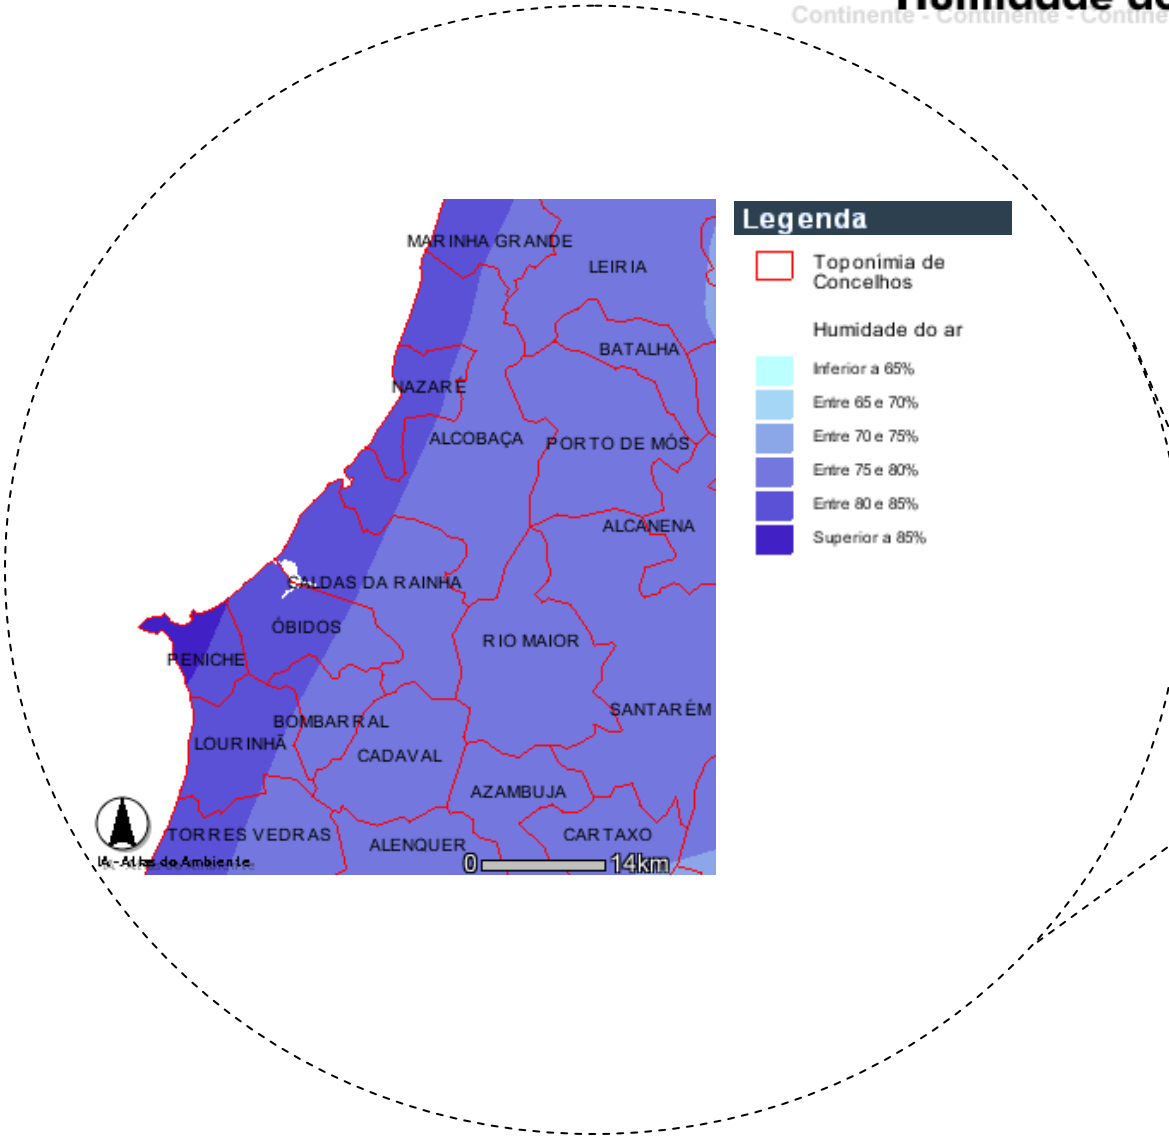 Humidade do
Continente - Continente - Contine
Legenda
Toponímia de
Concelhos
Humidade do ar
Inferior a 65%
Entre 65 e 70%
Entre 70 e 75%
Entre 75 e 80%
Entre 80 e 85%
Superior a 85%
MARINHA GRANDE
LEIRIA
BATALHA
NAZARÉ
ALCOBAÇA
PORTO DE MÓS
ALCANENA
CALDAS DA RAINHA
ÓBIDOS
RIO MAIOR
PENICHE
SANTARÉM
BOMBARRAL
LOURINHÃ
CADAVAL
AZAMBUJA
TORRES VEDRAS
ALENQUER
CARTAXO
IA - Atlas do Ambiente
0 14km